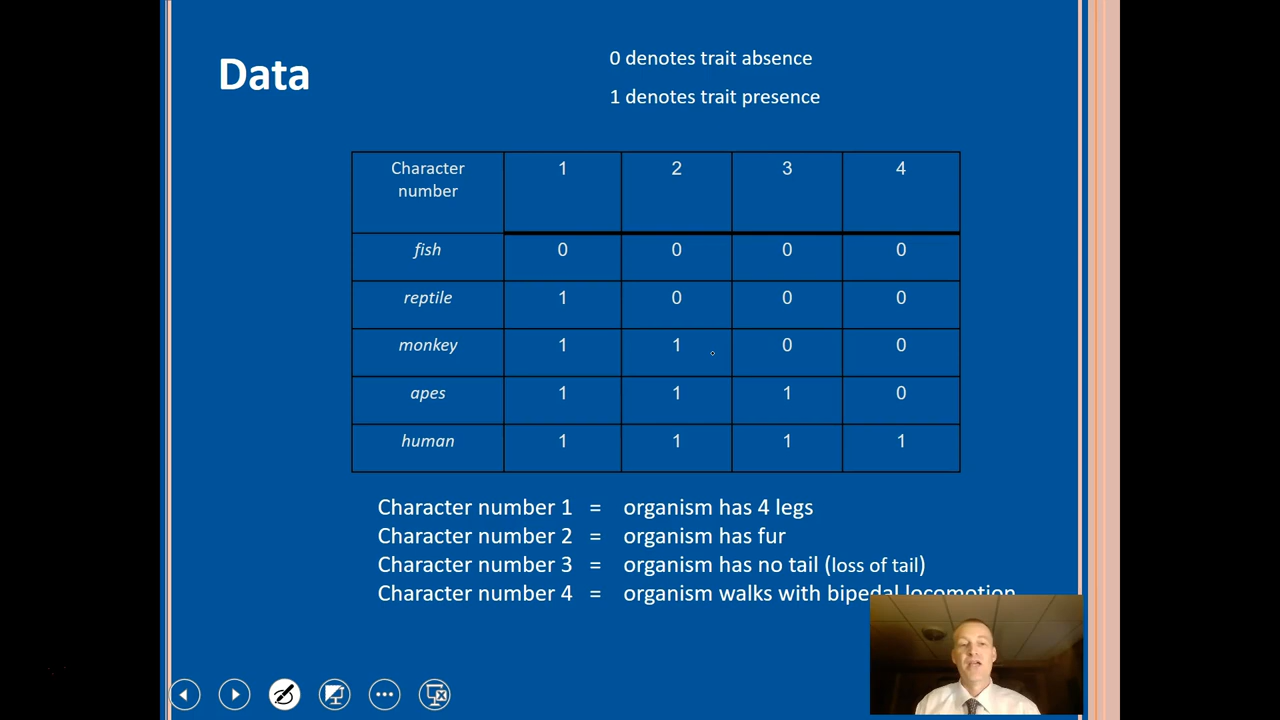 Data
0 denotes trait absence
1 denotes trait presence
Character number 1 2 3 4
fish 0 0 0 0
reptile 1 0 0 0
monkey 1 1 0 0
apes 1 1 1 0
human 1 1 1 1
Character number 1 = organism has 4 legs
Character number 2 = organism has fur
Character number 3 = organism has no tail (loss of tail)
Character number 4 = organism walks with bipedal locomotion